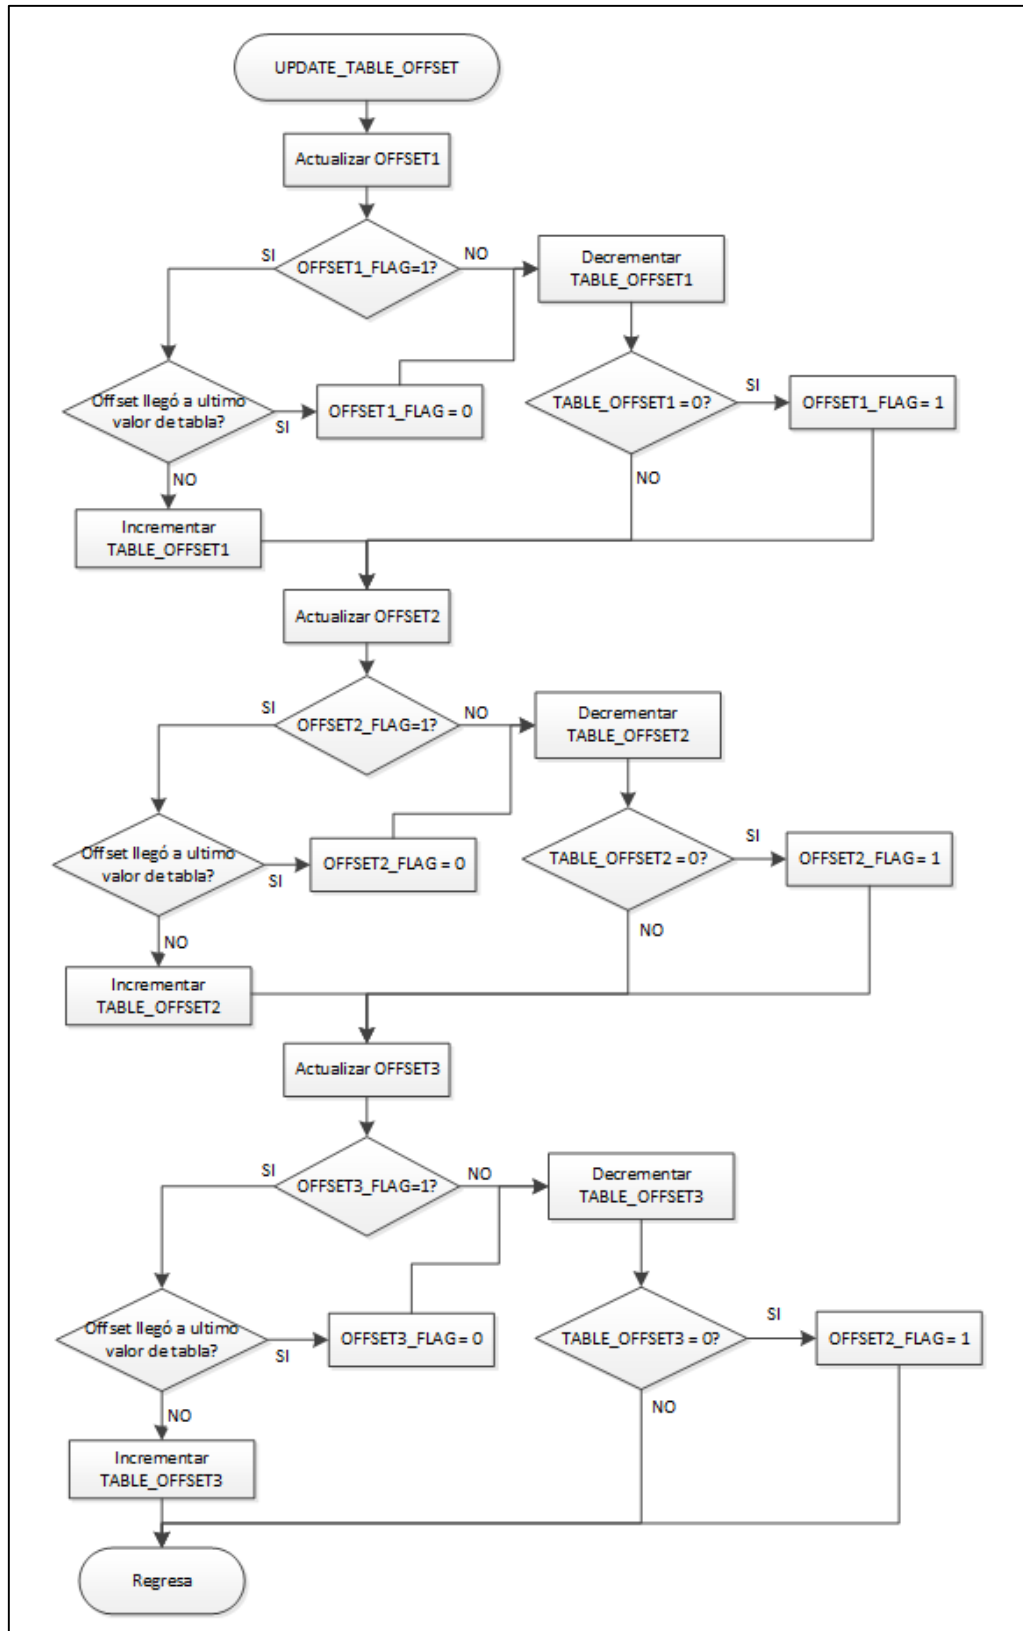 UPDATE_TABLE_OFFSET
Actualizar OFFSET1
OFFSET1_FLAG=1?
SI
NO
Decrementar
TABLE_OFFSET1
Offset llegó a ultimo
valor de tabla?
SI
OFFSET1_FLAG = 0
TABLE_OFFSET1 = 0?
SI
OFFSET1_FLAG = 1
NO
NO
Incrementar
TABLE_OFFSET1
Actualizar OFFSET2
OFFSET2_FLAG=1?
SI
NO
Decrementar
TABLE_OFFSET2
Offset llegó a ultimo
valor de tabla?
SI
OFFSET2_FLAG = 0
TABLE_OFFSET2 = 0?
SI
OFFSET2_FLAG = 1
NO
NO
Incrementar
TABLE_OFFSET2
Actualizar OFFSET3
OFFSET3_FLAG=1?
SI
NO
Decrementar
TABLE_OFFSET3
Offset llegó a ultimo
valor de tabla?
SI
OFFSET3_FLAG = 0
TABLE_OFFSET3 = 0?
SI
OFFSET2_FLAG = 1
NO
NO
Incrementar
TABLE_OFFSET3
Regresa